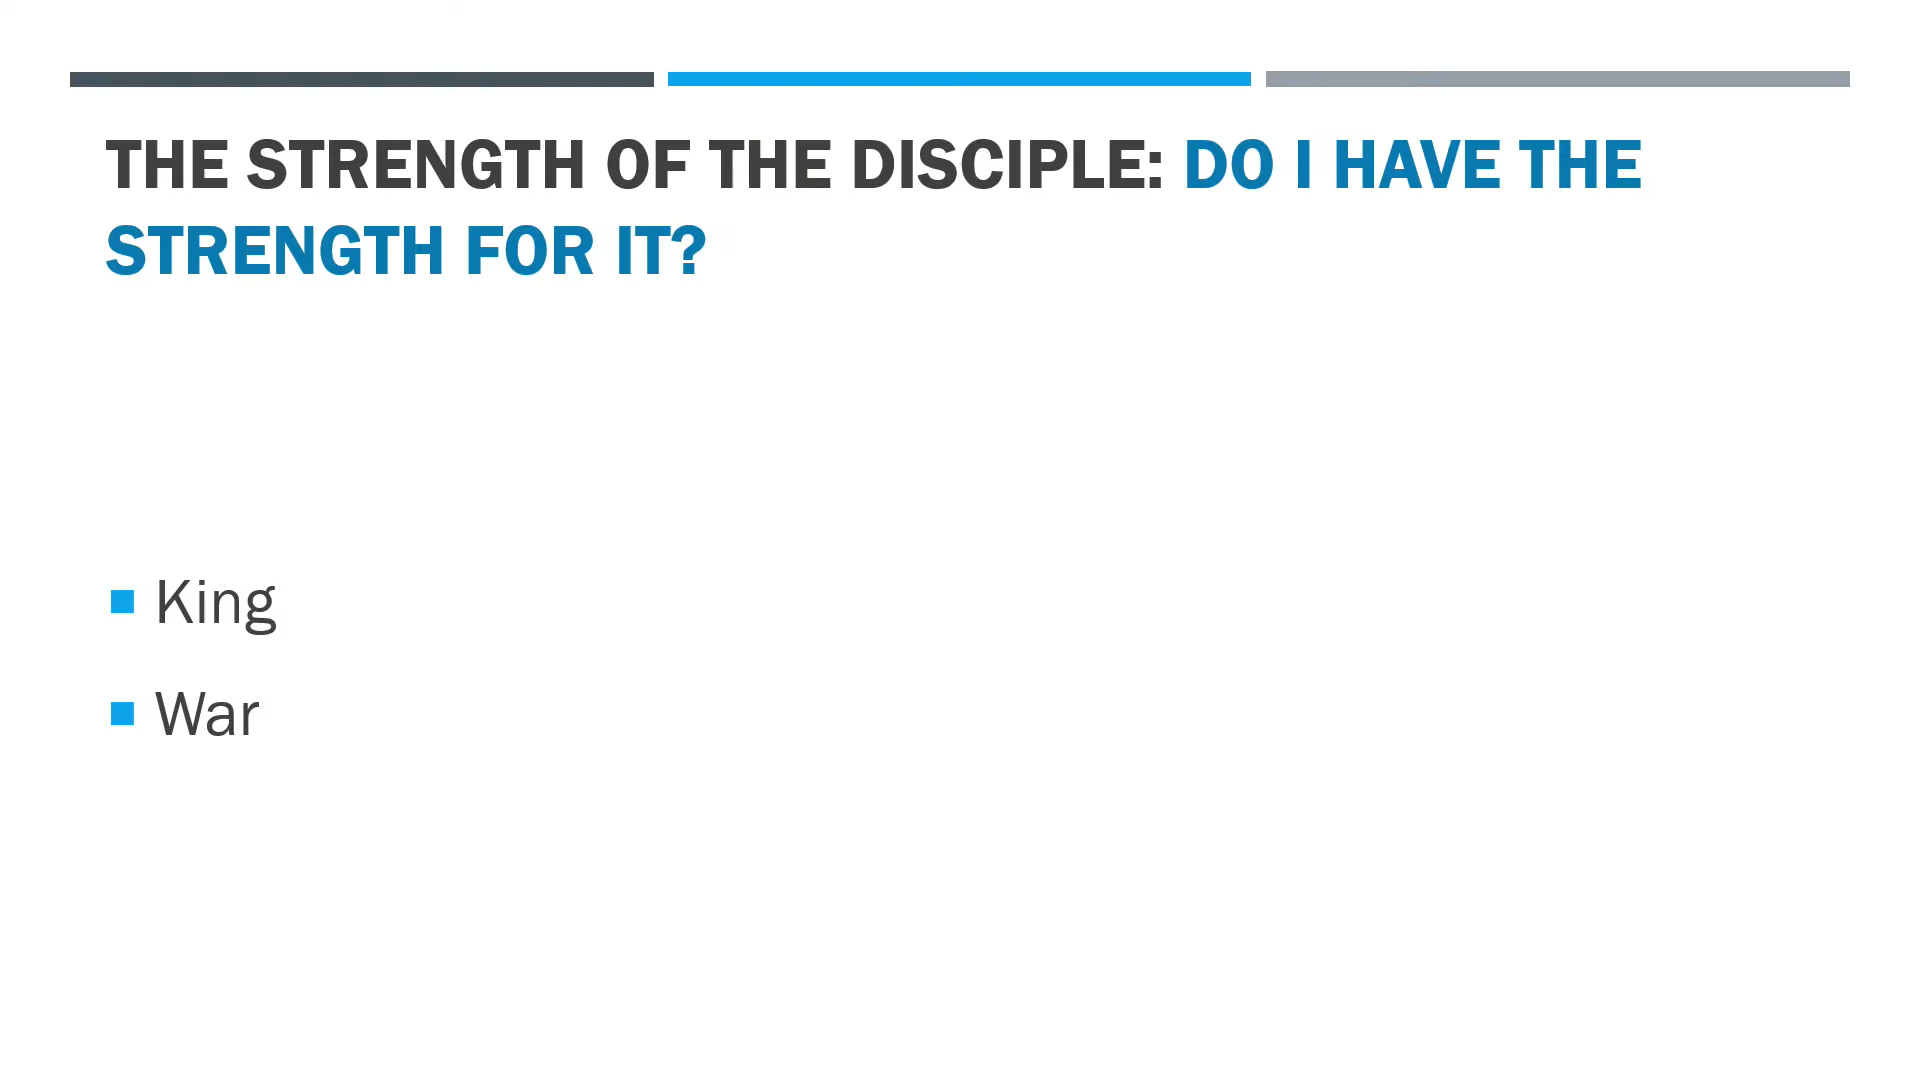 THE STRENGTH OF THE DISCIPLE: DO I HAVE THE
STRENGTH FOR IT?
King
War